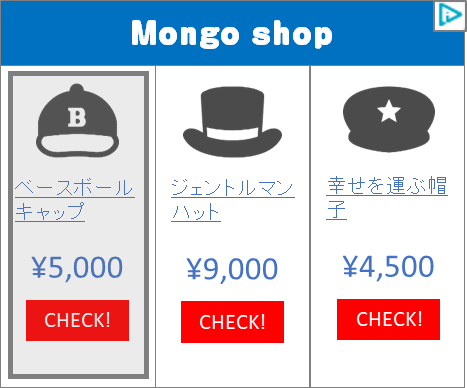 Mongo shop
B
ベースボール
キャップ
¥5,000
CHECK!
ジェントルマン
ハット
¥9,000
CHECK!
幸せを運ぶ帽
子
¥4,500
CHECK!